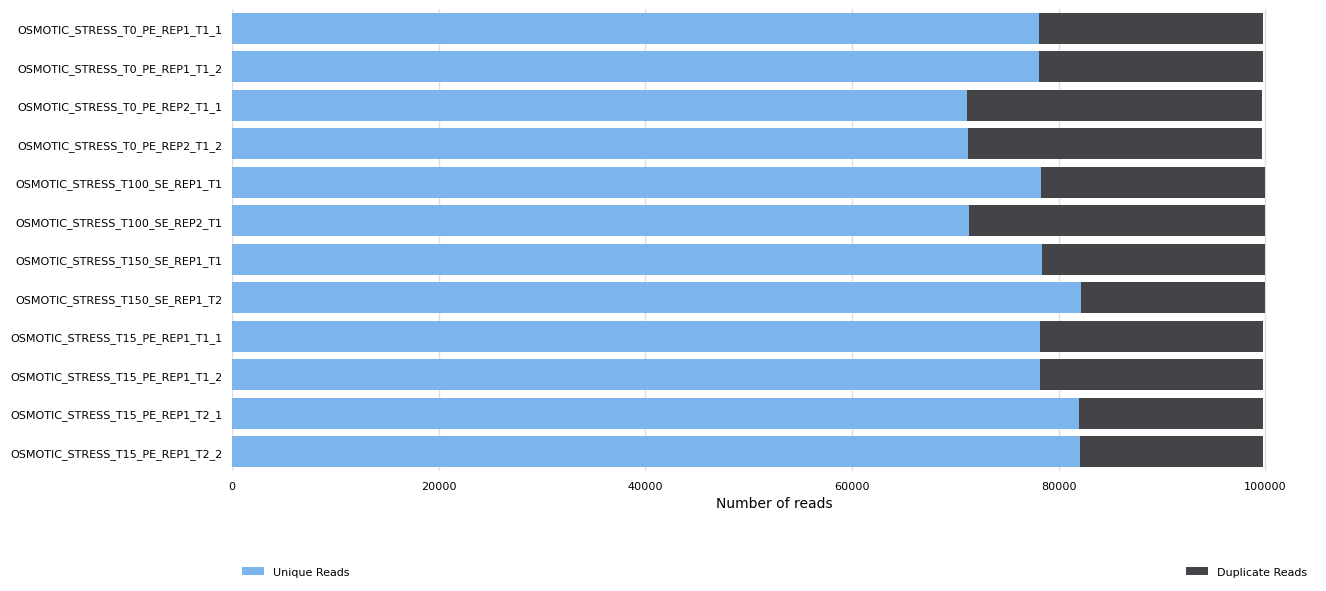 OSMOTIC_STRESS_T0_PE_REP1_T1_1
OSMOTIC_STRESS_T0_PE_REP1_T1_2
OSMOTIC_STRESS_T0_PE_REP2_T1_1
OSMOTIC_STRESS_T0_PE_REP2_T1_2
OSMOTIC_STRESS_T100_SE_REP1_T1
OSMOTIC_STRESS_T100_SE_REP2_T1
OSMOTIC_STRESS_T150_SE_REP1_T1
OSMOTIC_STRESS_T150_SE_REP1_T2
OSMOTIC_STRESS_T15_PE_REP1_T1_1
OSMOTIC_STRESS_T15_PE_REP1_T1_2
OSMOTIC_STRESS_T15_PE_REP1_T2_1
OSMOTIC_STRESS_T15_PE_REP1_T2_2
0 20000 40000 60000 80000 100000
Number of reads
Unique Reads Duplicate Reads